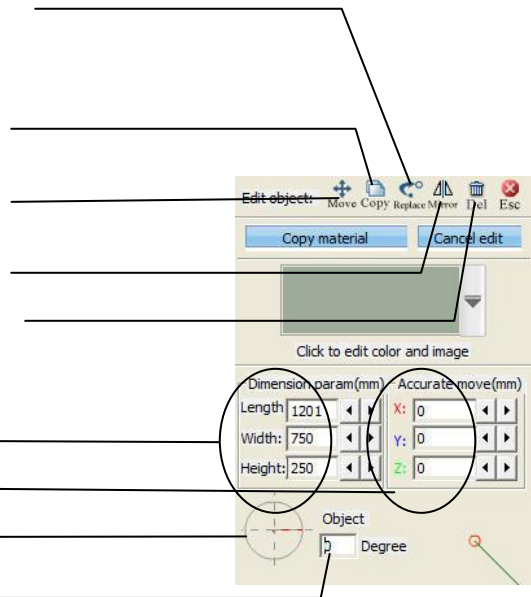 Edit object:
Move Copy Replace Mirror Del Esc
Copy material Cancel edit
Click to edit color and image
Dimension param(mm) Accurate move(mm)
Length 1201 X: 0
Width: 750 Y: 0
Height: 250 Z: 0
Object
Degree